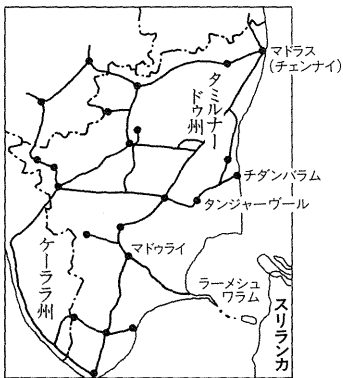 マドラス
(チェンナイ)
タミルナー
ドゥ州
チダンバラム
タンジャーヴール
マドゥライ
ケーララ州
ラーメシュ
ワラム
スリランカ